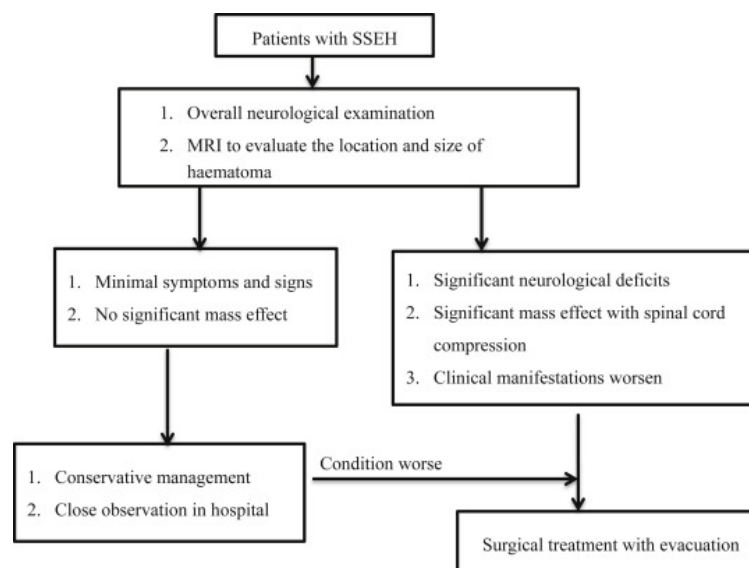 Patients with SSEH
1. Overall neurological examination
2. MRI to evaluate the location and size of
haematoma
1. Minimal symptoms and signs
2. No significant mass effect
1. Significant neurological deficits
2. Significant mass effect with spinal cord
compression
3. Clinical manifestations worsen
1. Conservative management
2. Close observation in hospital
Condition worse
Surgical treatment with evacuation